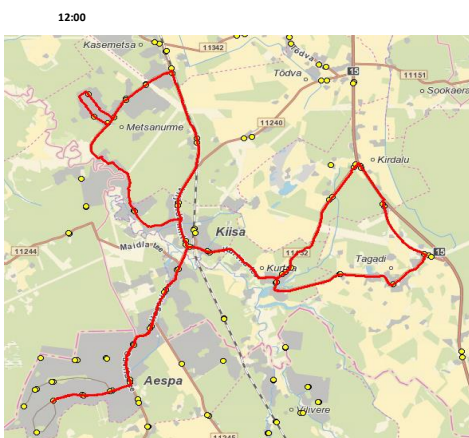 12:00
Kasemetsa
11342
Tõdva
Tõdva
15
11151
Sookaera
11240
Metsanurme
Kirdalu
Kiisa
11244
Maidla tee
Kurtna
Tagadi
15
Aespa
Vilivere
11245